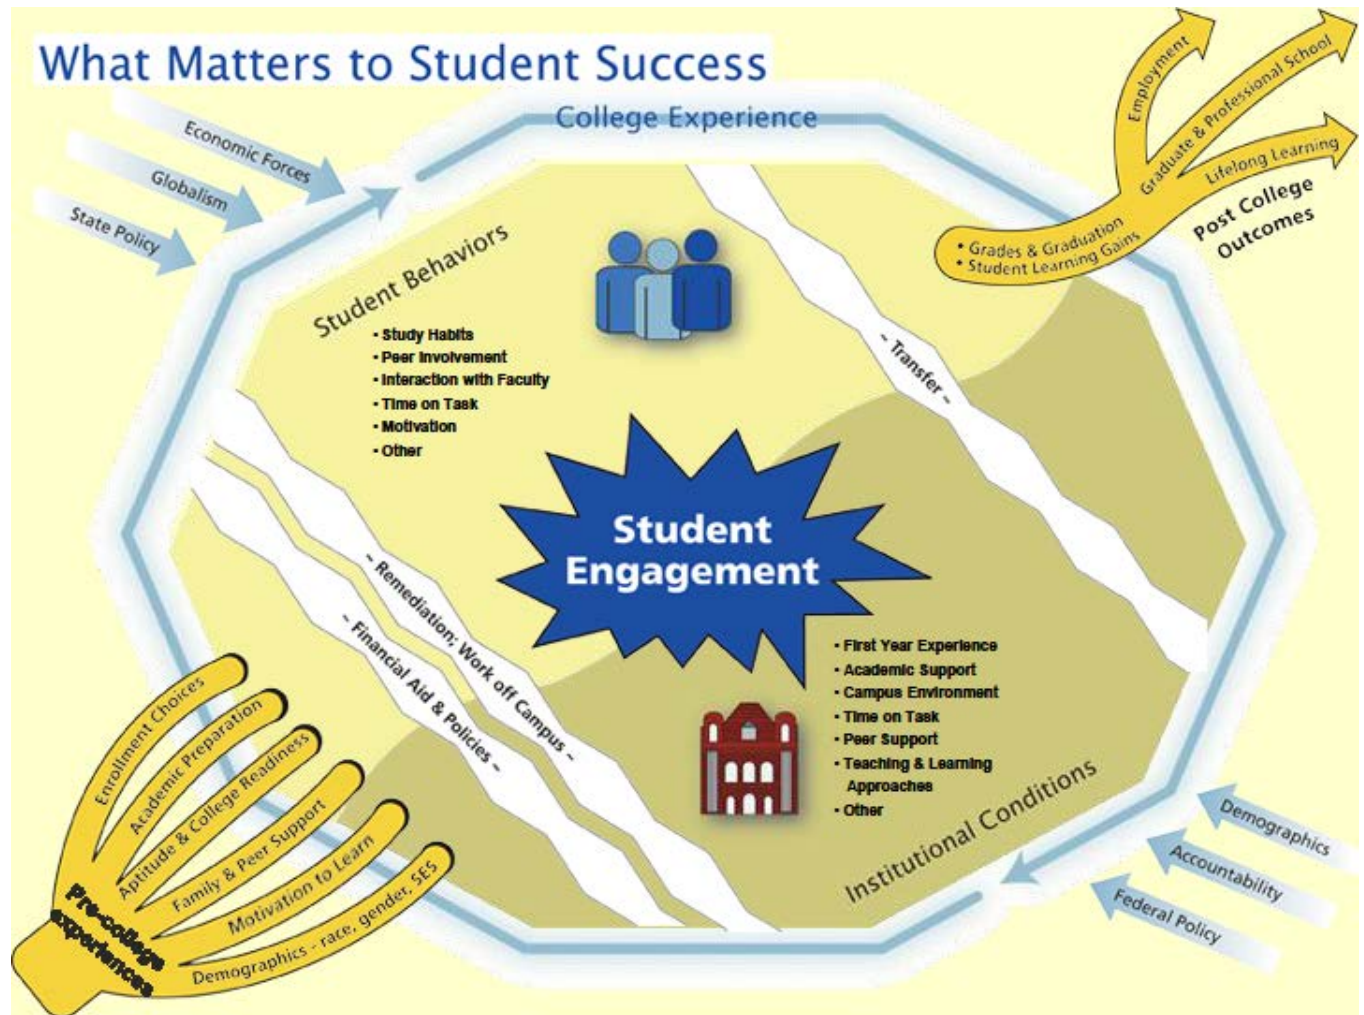 What Matters to Student Success
College Experience
Economic Forces
Globalism
State Policy
Employment
Graduate & Professional School
Lifelong Learning
Post College
Outcomes
• Grades & Graduation
• Student Learning Gains
Student Behaviors
• Study Habits
• Peer Involvement
• Interaction with Faculty
• Time on Task
• Motivation
• Other
~ Transfer ~
Student
Engagement
~ Remediation; Work off Campus ~
~ Financial Aid & Policies ~
• First Year Experience
• Academic Support
• Campus Environment
• Time on Task
• Peer Support
• Teaching & Learning
Approaches
• Other
Institutional Conditions
Enrollment Choices
Academic Preparation
Aptitude & College Readiness
Family & Peer Support
Motivation to Learn
Demographics - race, gender, SES
Pre-college
experiences
Demographics
Accountability
Federal Policy